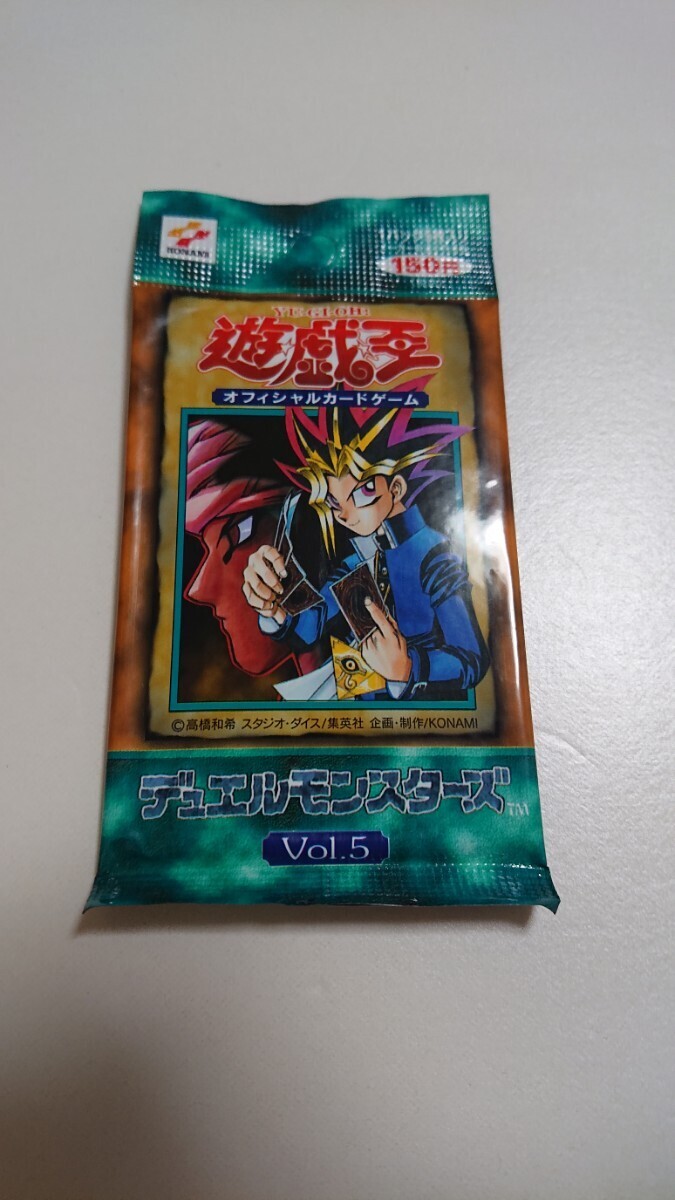 KONAMI
150円
YU-GI-OH!
遊戯王
オフィシャルカードゲーム
©高橋和希 スタジオ・ダイス/集英社 企画・制作/KONAMI
デュエルモンスターズ™
Vol.5